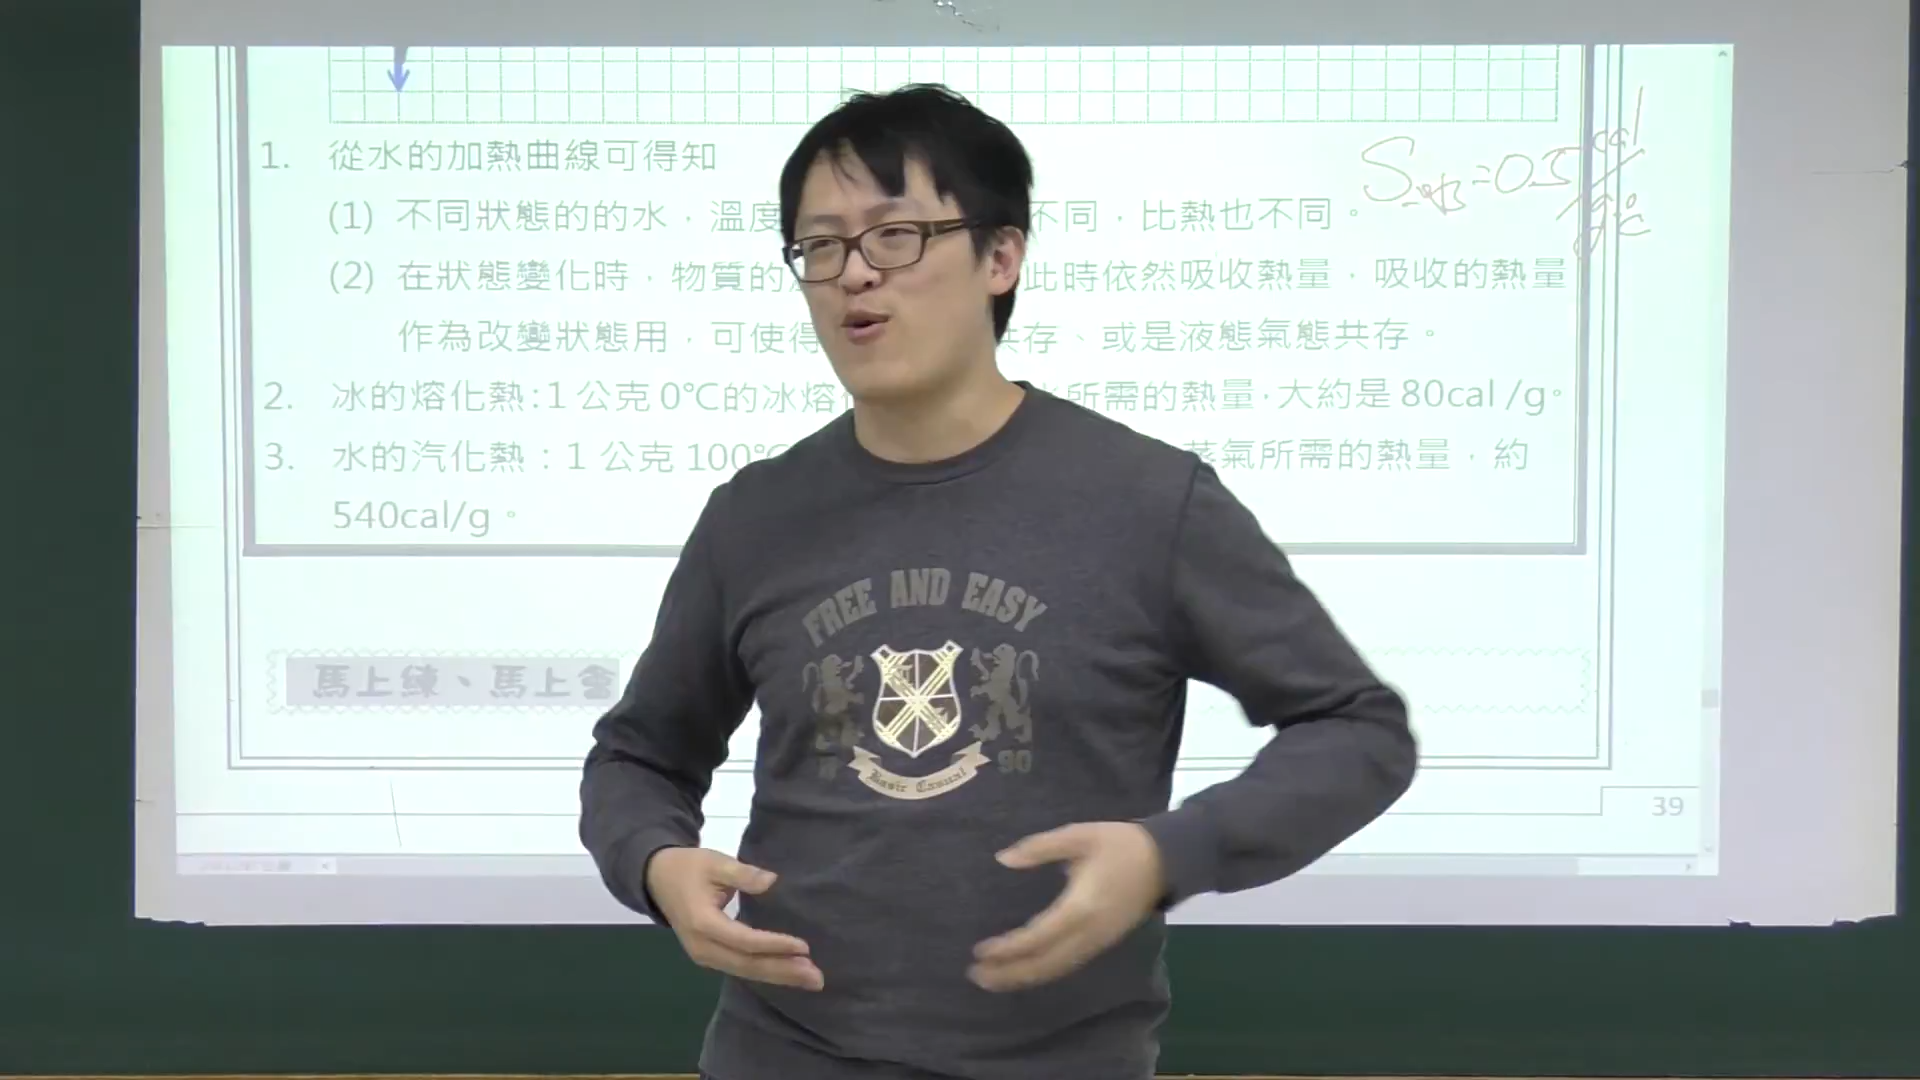 1. 從水的加熱曲線可得知
(1) 不同狀態的的水，溫度 不同，比熱也不同。
(2) 在狀態變化時，物質的 此時依然吸收熱量，吸收的熱量
作為改變狀態用，可使得 共存、或是液態氣態共存。
2. 冰的熔化熱:1 公克 0℃的冰熔 所需的熱量,大約是 80cal /g。
3. 水的汽化熱：1 公克 100℃ 蒸氣所需的熱量，約
540cal/g。
馬上練、馬上會
39
FREE AND EASY
90
Basic Casual